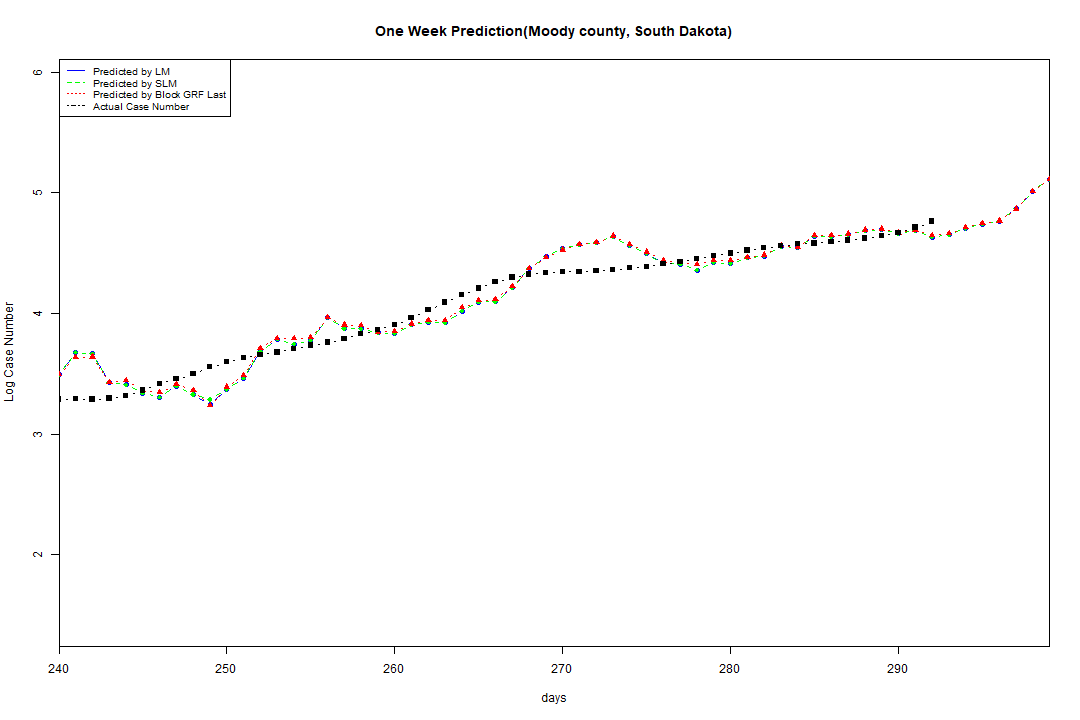 One Week Prediction(Moody county, South Dakota)
Predicted by LM
Predicted by SLM
Predicted by Block GRF Last
Actual Case Number
6
5
4
3
2
Log Case Number
240 250 260 270 280 290
days